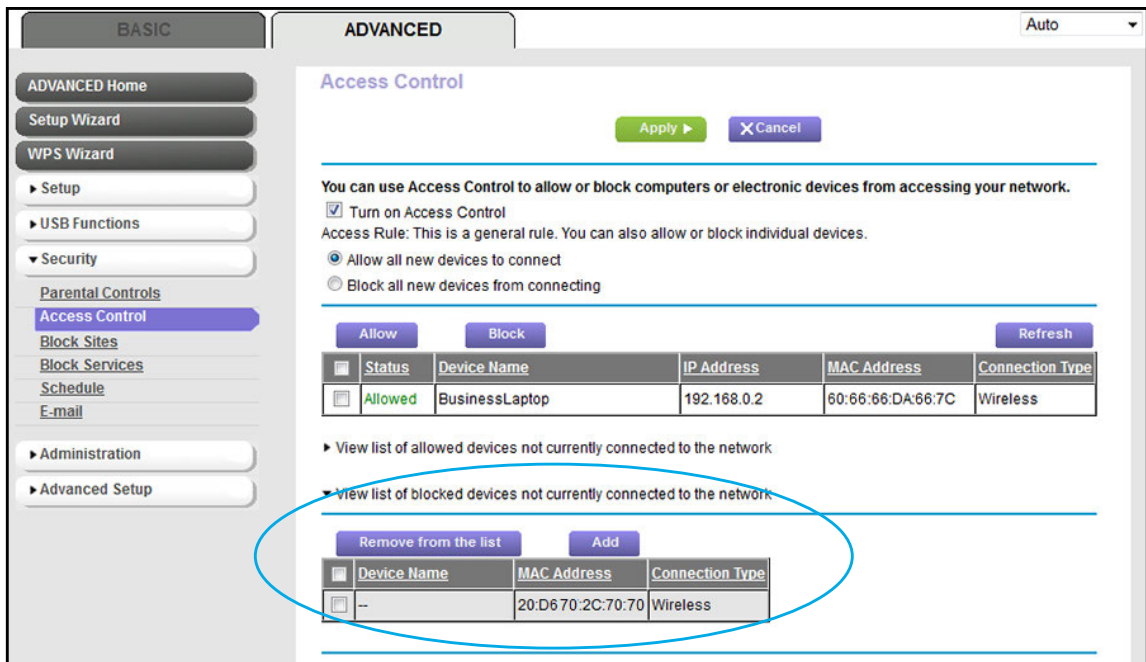 BASIC
ADVANCED
Auto
ADVANCED Home
Setup Wizard
WPS Wizard
Setup
USB Functions
Security
Parental Controls
Access Control
Block Sites
Block Services
Schedule
E-mail
Administration
Advanced Setup
Access Control
Apply
Cancel
You can use Access Control to allow or block computers or electronic devices from accessing your network.
Turn on Access Control
Access Rule: This is a general rule. You can also allow or block individual devices.
Allow all new devices to connect
Block all new devices from connecting
Allow Block Refresh
Status Device Name IP Address MAC Address Connection Type
Allowed BusinessLaptop 192.168.0.2 60:66:66:DA:66:7C Wireless
View list of allowed devices not currently connected to the network
View list of blocked devices not currently connected to the network
Remove from the list Add
Device Name MAC Address Connection Type
-- 20:D670:2C:70:70 Wireless